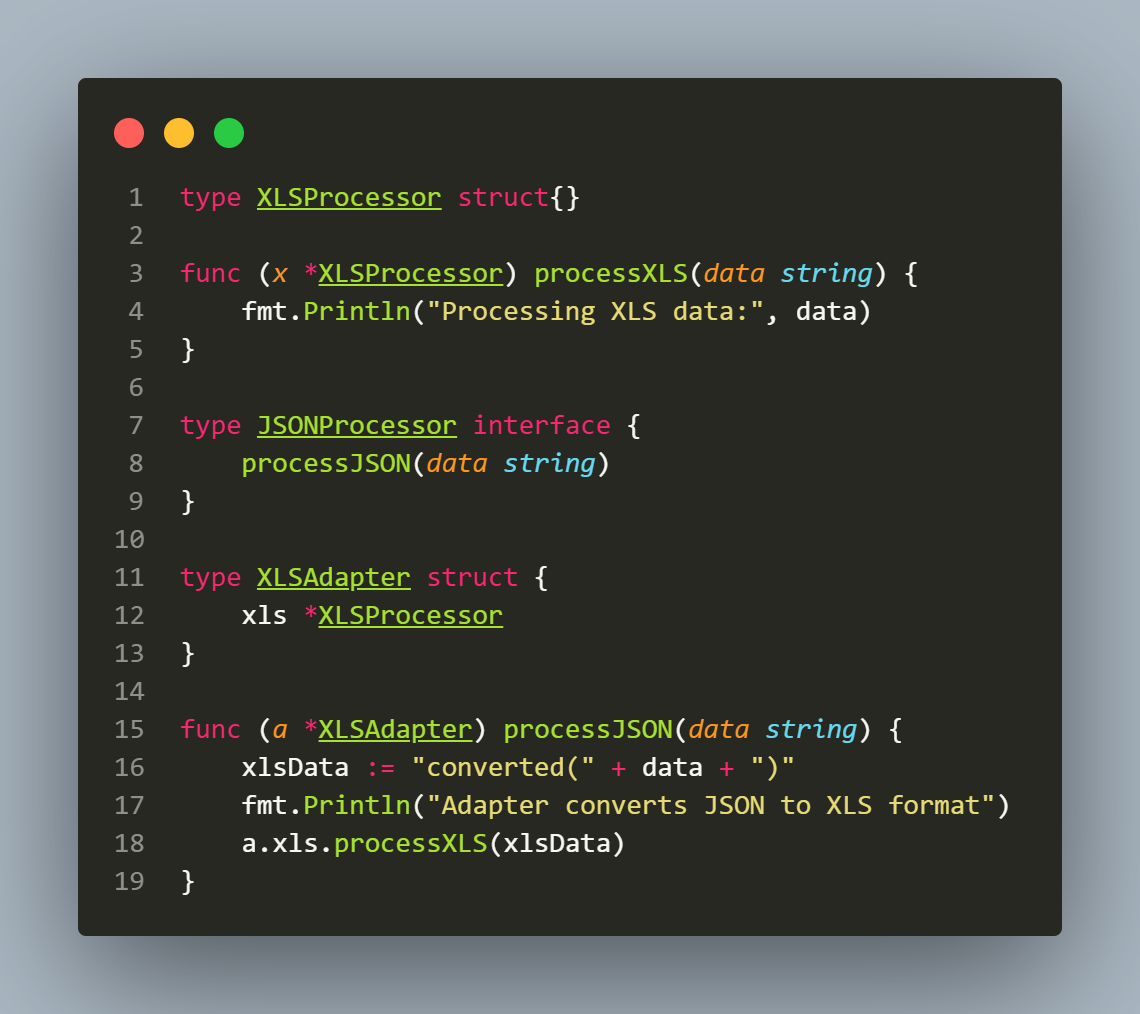 1 type XLSProcessor struct{}
2
3 func (x *XLSProcessor) processXLS(data string) {
4     fmt.Println("Processing XLS data:", data)
5 }
6
7 type JSONProcessor interface {
8     processJSON(data string)
9 }
10
11 type XLSAdapter struct {
12     xls *XLSProcessor
13 }
14
15 func (a *XLSAdapter) processJSON(data string) {
16     xlsData := "converted(" + data + ")"
17     fmt.Println("Adapter converts JSON to XLS format")
18     a.xls.processXLS(xlsData)
19 }